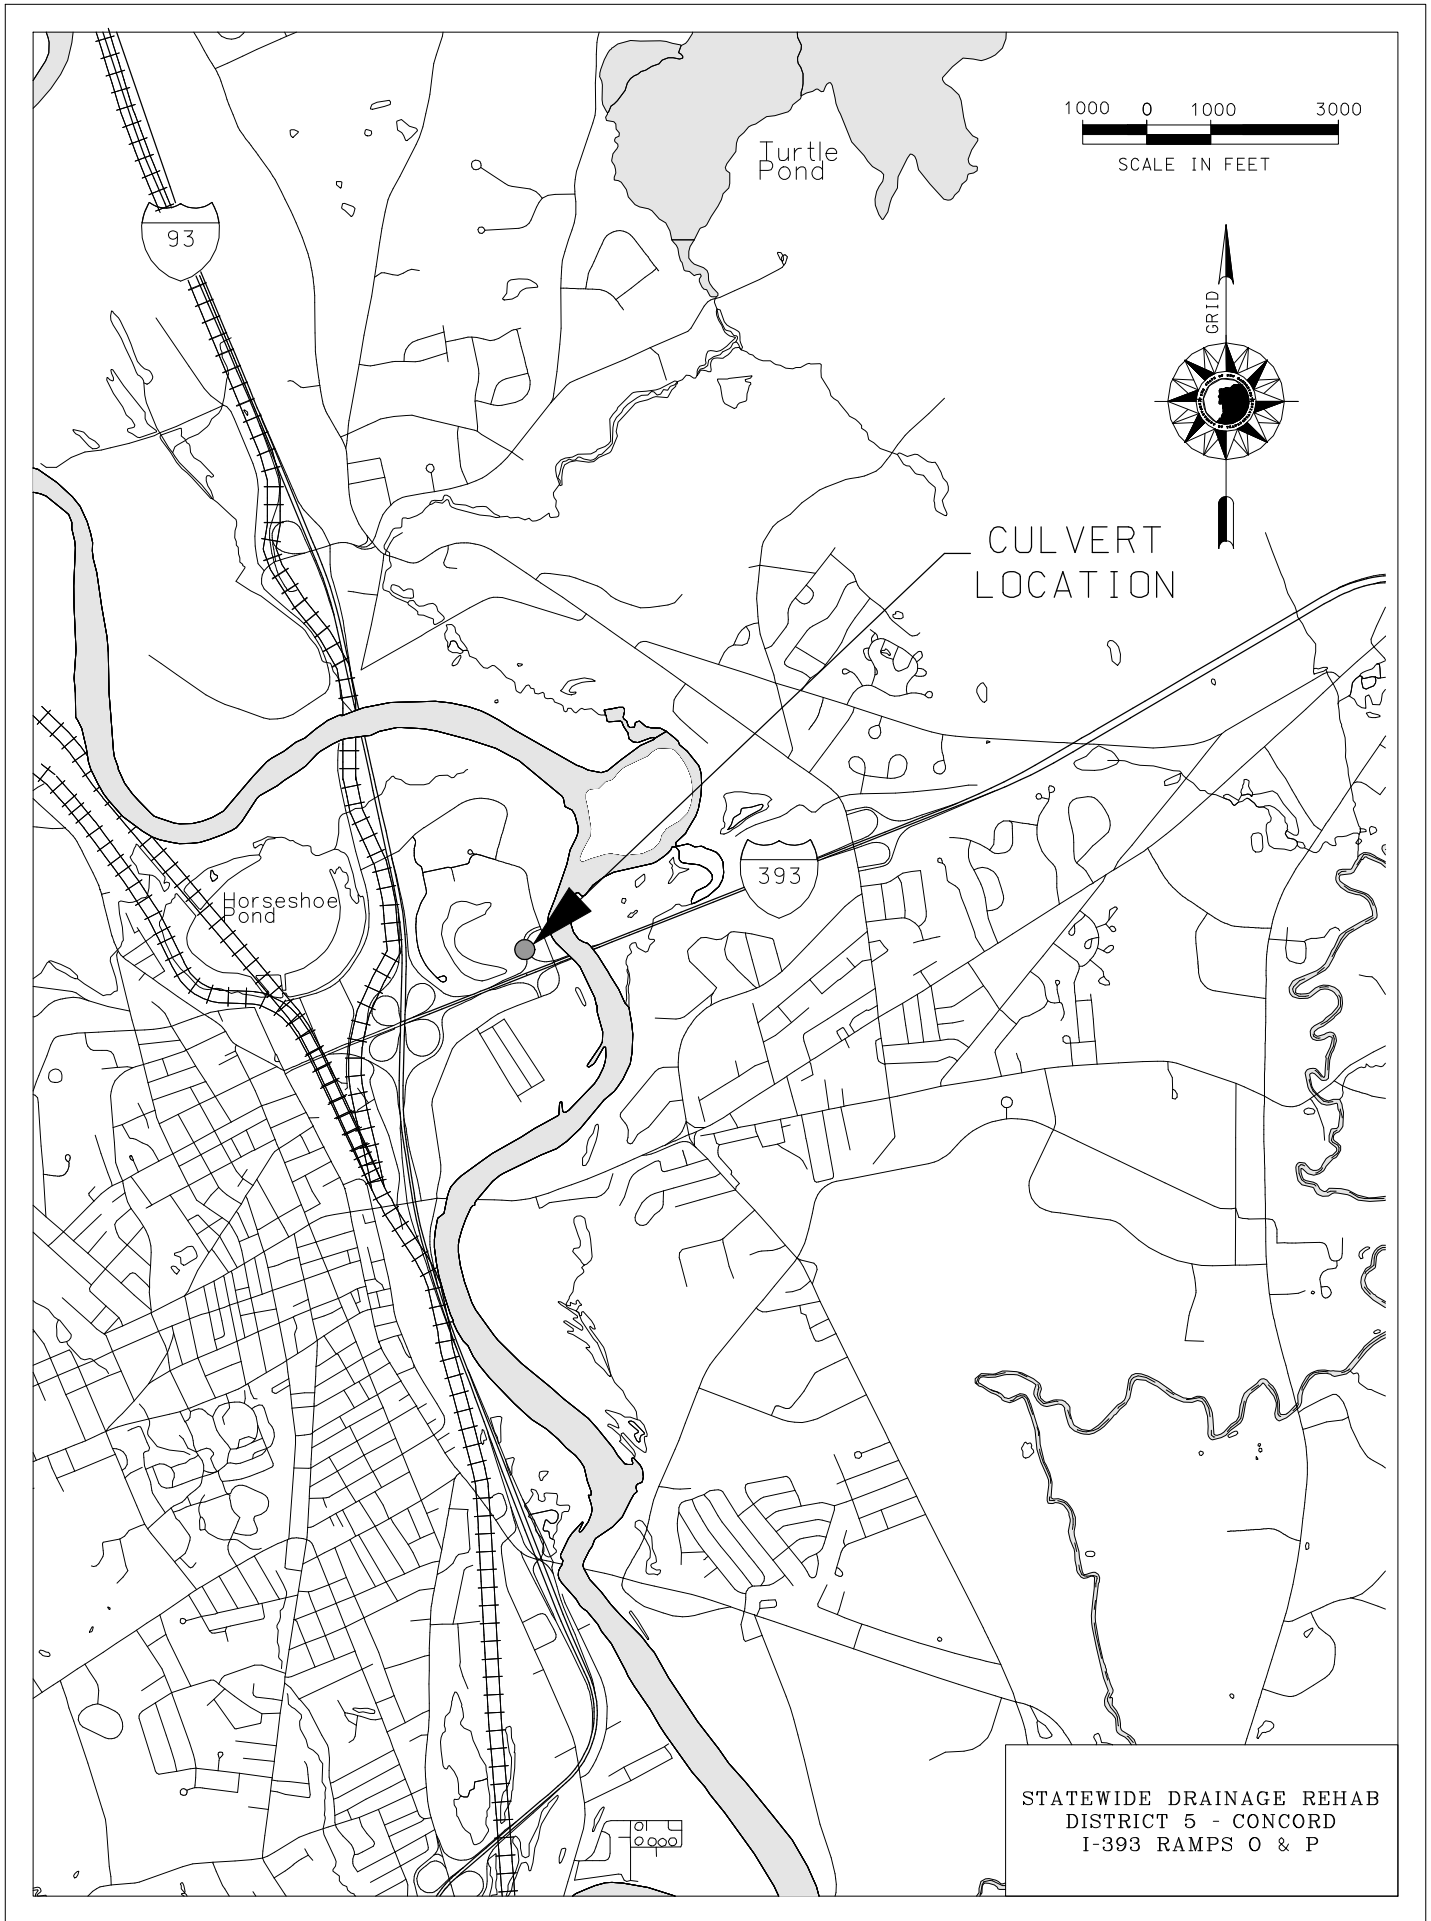 1000 0 1000 3000
SCALE IN FEET
Turtle
Pond
93
GRID
CULVERT
LOCATION
393
Horseshoe
Pond
STATEWIDE DRAINAGE REHAB
DISTRICT 5 - CONCORD
I-393 RAMPS O & P